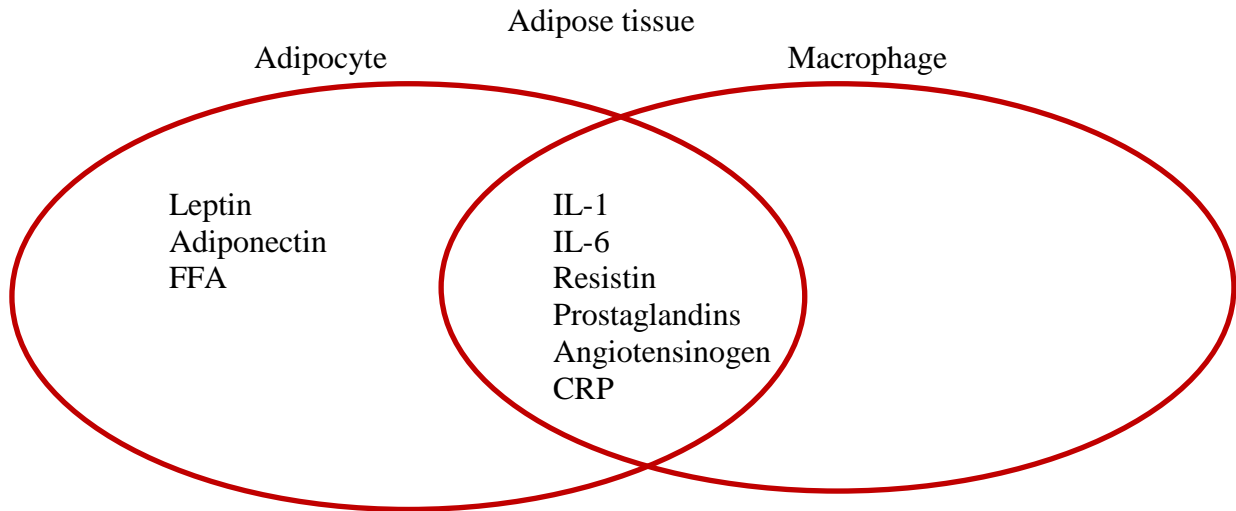 Adipose tissue
Adipocyte
Macrophage
Leptin
Adiponectin
FFA
IL-1
IL-6
Resistin
Prostaglandins
Angiotensinogen
CRP